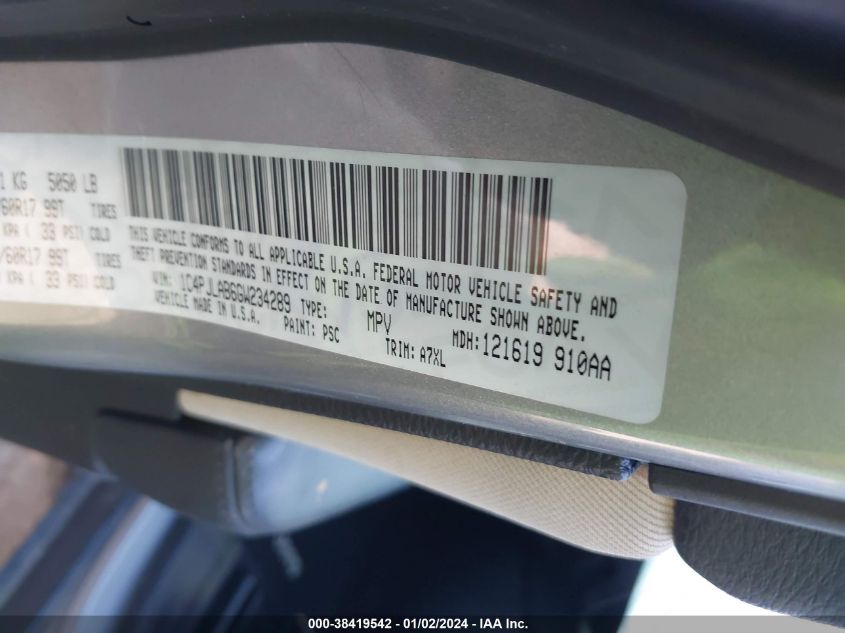 1 KG 5050 LB
/60R17 99T TIRES
KPA ( 33 PSI) COLD
/60R17 99T TIRES
KPA ( 33 PSI) COLD
THIS VEHICLE CONFORMS TO ALL APPLICABLE U.S.A. FEDERAL MOTOR VEHICLE SAFETY AND
THEFT PREVENTION STANDARDS IN EFFECT ON THE DATE OF MANUFACTURE SHOWN ABOVE.
VIN: 1C4PJLAB6GW234289 TYPE: MPV MDH:121619 910AA
MADE IN U.S.A. PAINT: PSC TRIM: A7XL
000-38419542 - 01/02/2024 - IAA Inc.